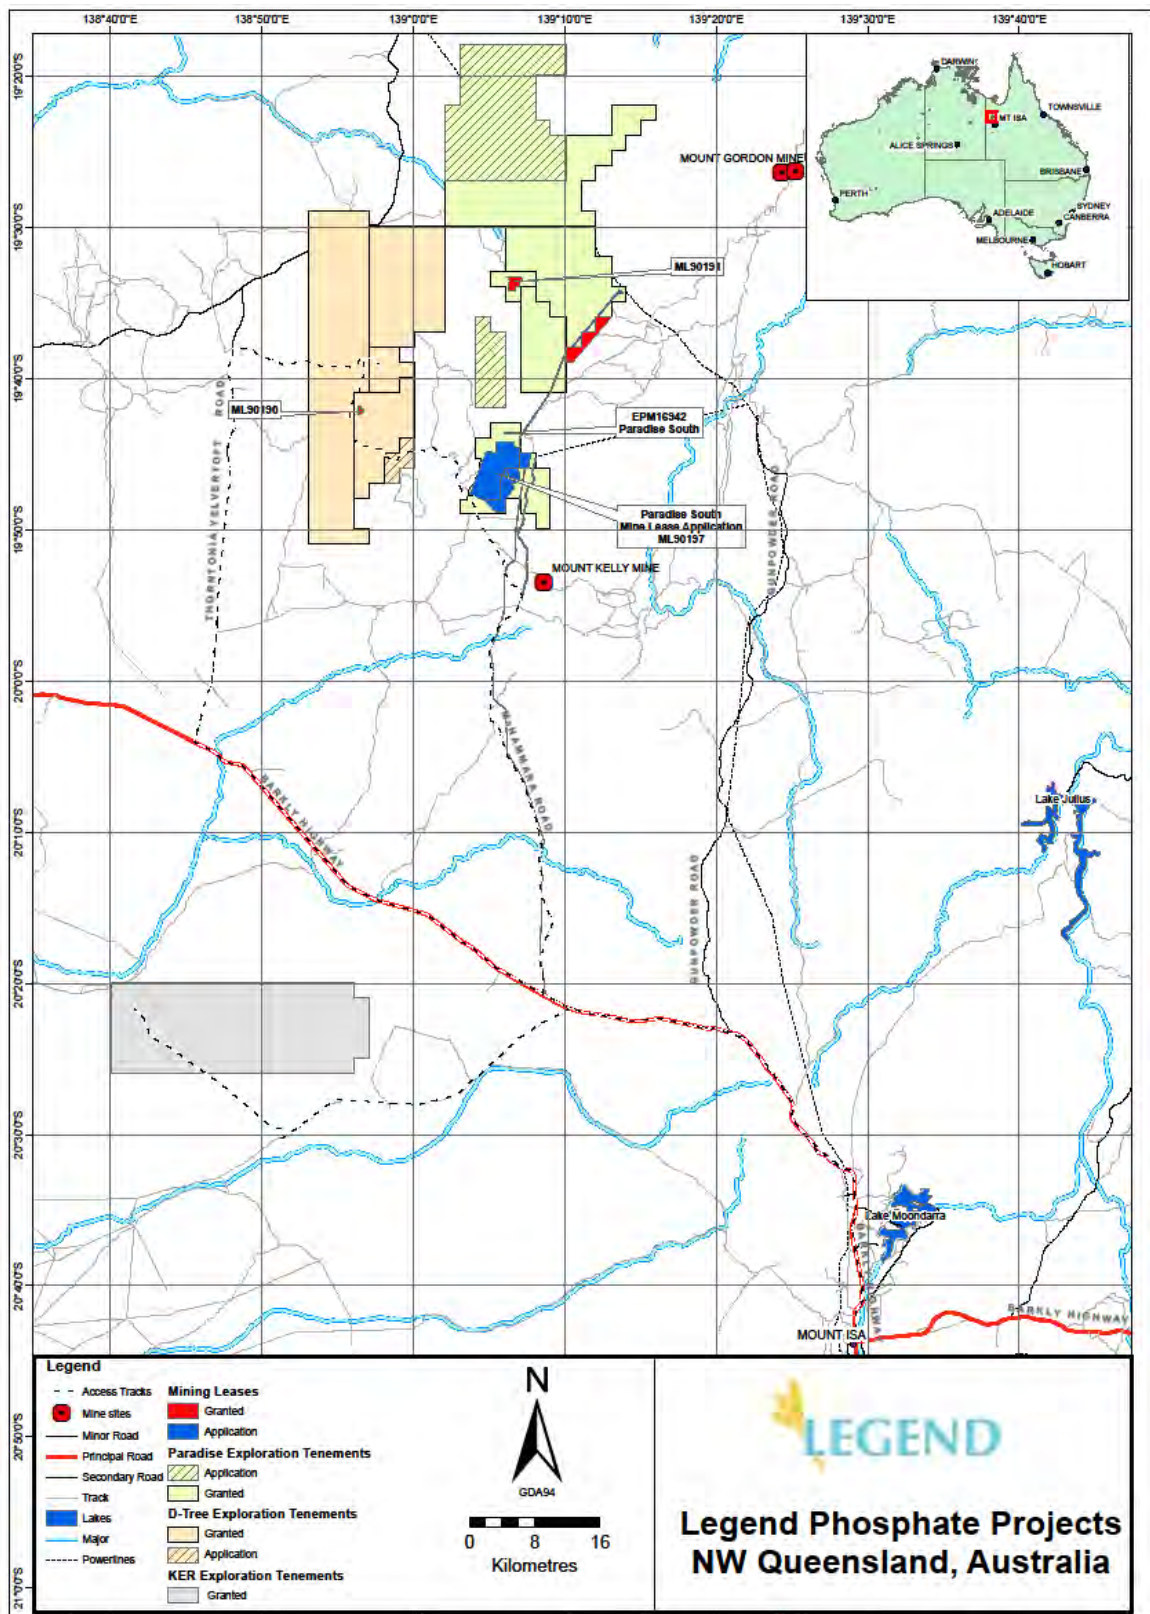 138°40'0"E
138°50'0"E
139°0'0"E
139°10'0"E
139°20'0"E
139°30'0"E
139°40'0"E
19°20'0"S
19°30'0"S
19°40'0"S
19°50'0"S
20°0'0"S
20°10'0"S
20°20'0"S
20°30'0"S
20°40'0"S
20°50'0"S
21°0'0"S
DARWIN
TOWNSVILLE
MT ISA
ALICE SPRINGS
BRISBANE
PERTH
ADELAIDE
SYDNEY
CANBERRA
MELBOURNE
HOBART
MOUNT GORDON MINE
ML90191
ML90190
EPM16942
Paradise South
Paradise South
Mine Lease Application
ML90197
MOUNT KELLY MINE
THORNTONIA YELVERTOFT ROAD
GUNPOWDER ROAD
BARKLY HIGHWAY
GUNPOWDER ROAD
Lake Julius
Lake Moondarra
BARKLY HIGHWAY
BARKLY HIGHWAY
MOUNT ISA
Legend
Access Tracks
Mine sites
Minor Road
Principal Road
Secondary Road
Track
Lakes
Major
Powerlines
Mining Leases
Granted
Application
Paradise Exploration Tenements
Application
Granted
D-Tree Exploration Tenements
Granted
Application
KER Exploration Tenements
Granted
N
GDA94
0 4 8 16
Kilometres
LEGEND
Legend Phosphate Projects
NW Queensland, Australia